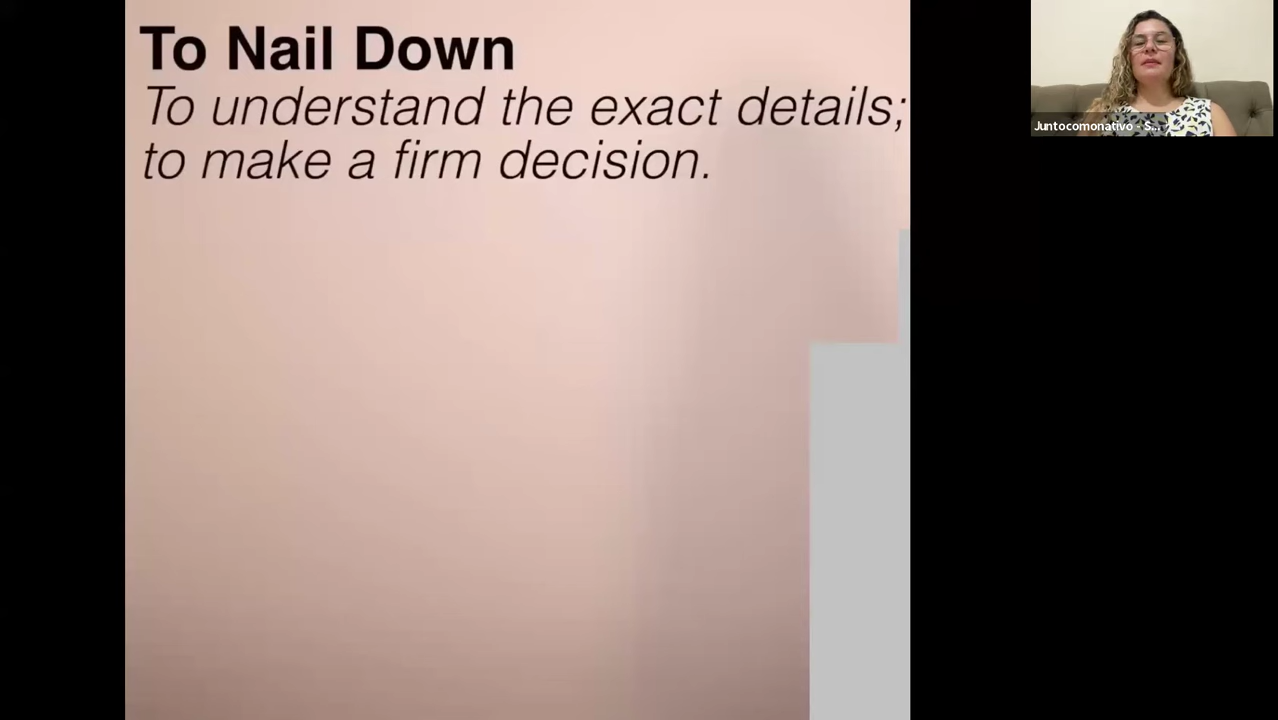 To Nail Down
To understand the exact details;
to make a firm decision.
Juntocomonativo - S...